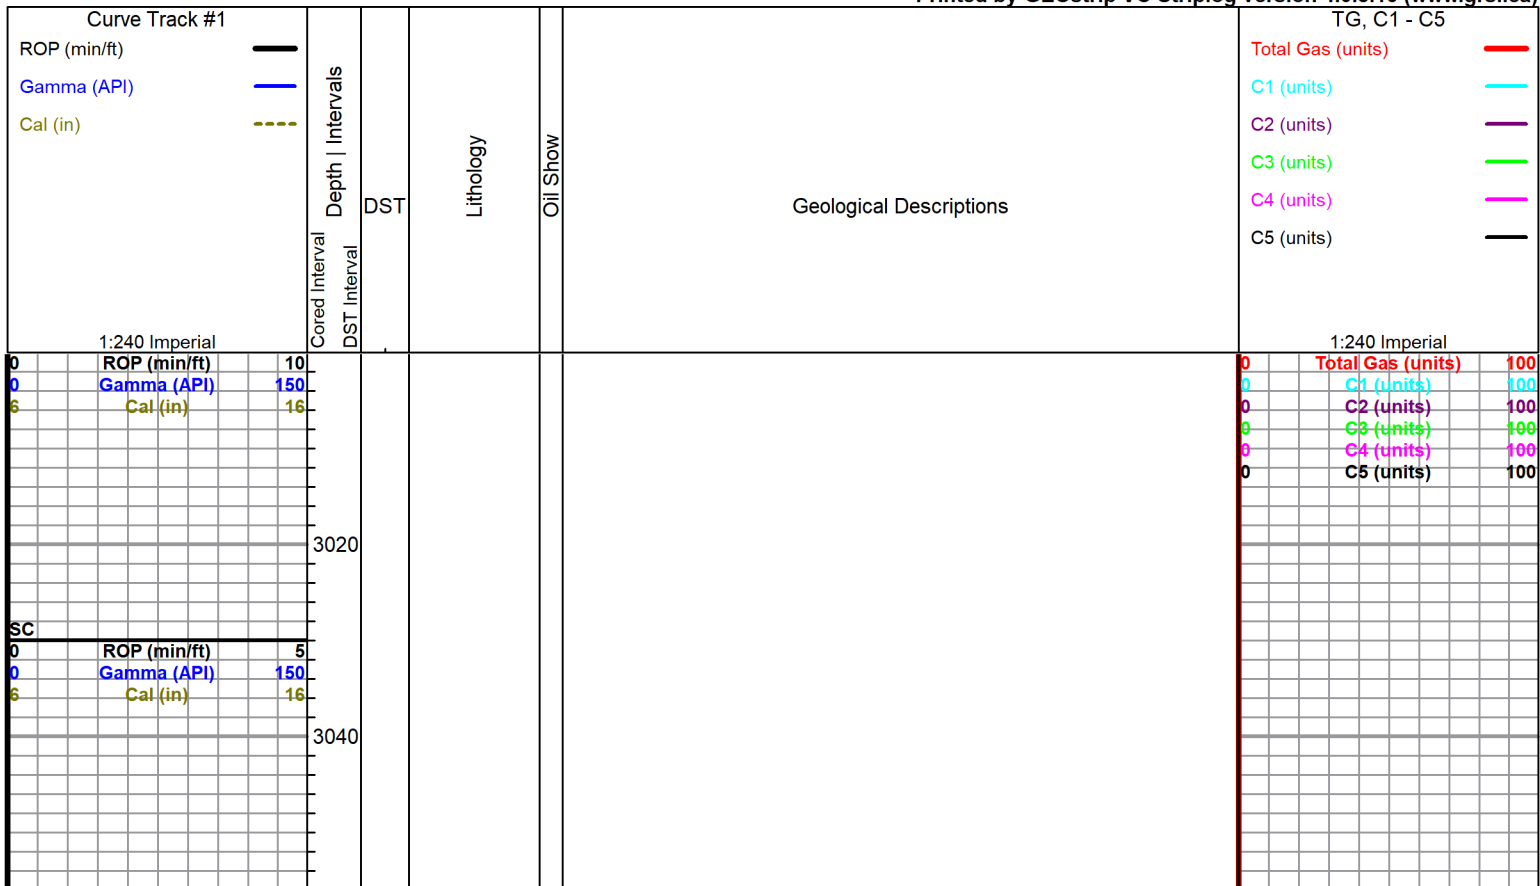 Curve Track #1
ROP (min/ft)
Gamma (API)
Cal (in)
1:240 Imperial
Cored Interval
Depth | Intervals
DST Interval
DST
Lithology
Oil Show
Geological Descriptions
TG, C1 - C5
Total Gas (units)
C1 (units)
C2 (units)
C3 (units)
C4 (units)
C5 (units)
1:240 Imperial
0 ROP (min/ft) 10
0 Gamma (API) 150
6 Cal (in) 16
0 Total Gas (units) 100
0 C1 (units) 100
0 C2 (units) 100
0 C3 (units) 100
0 C4 (units) 100
0 C5 (units) 100
3020
SC
0 ROP (min/ft) 5
0 Gamma (API) 150
6 Cal (in) 16
3040